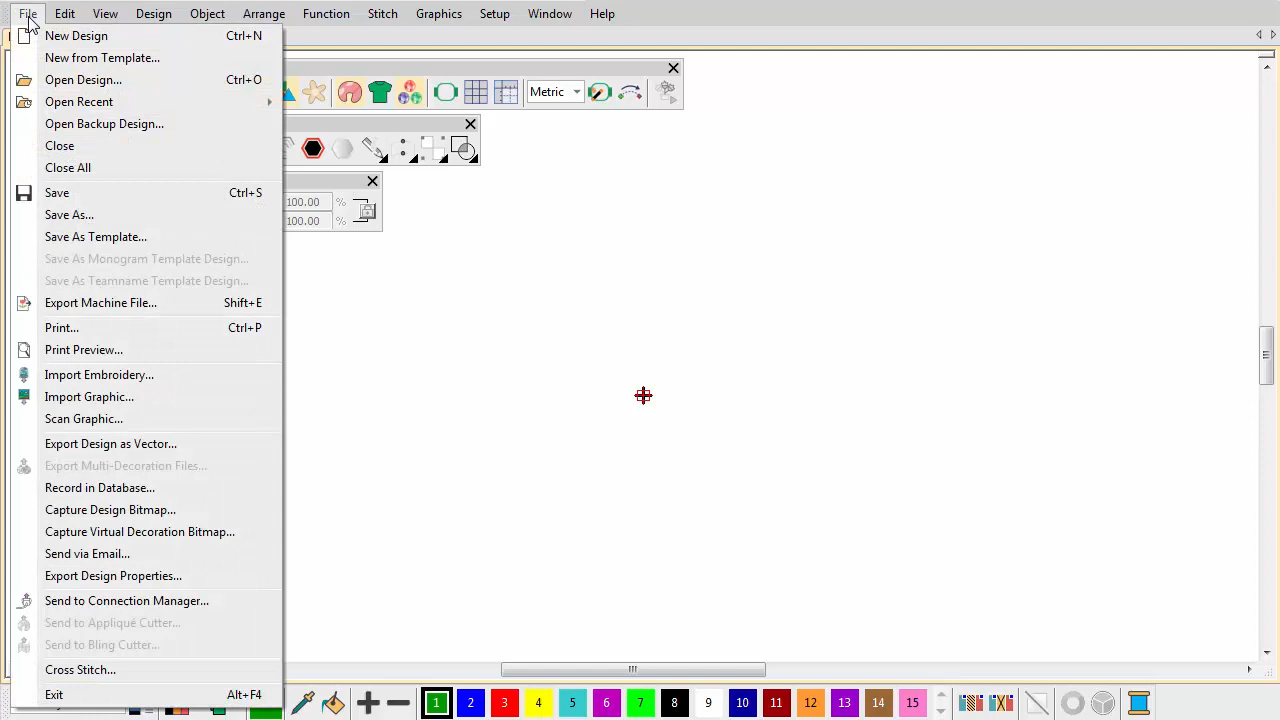 File Edit View Design Object Arrange Function Stitch Graphics Setup Window Help
New Design Ctrl+N
New from Template...
Open Design... Ctrl+O
Open Recent
Open Backup Design...
Close
Close All
Save Ctrl+S
Save As...
Save As Template...
Save As Monogram Template Design...
Save As Teamname Template Design...
Export Machine File... Shift+E
Print... Ctrl+P
Print Preview...
Import Embroidery...
Import Graphic...
Scan Graphic...
Export Design as Vector...
Export Multi-Decoration Files...
Record in Database...
Capture Design Bitmap...
Capture Virtual Decoration Bitmap...
Send via Email...
Export Design Properties...
Send to Connection Manager...
Send to Appliqué Cutter...
Send to Bling Cutter...
Cross Stitch...
Exit Alt+F4
Metric
100.00 %
100.00 %
1 2 3 4 5 6 7 8 9 10 11 12 13 14 15